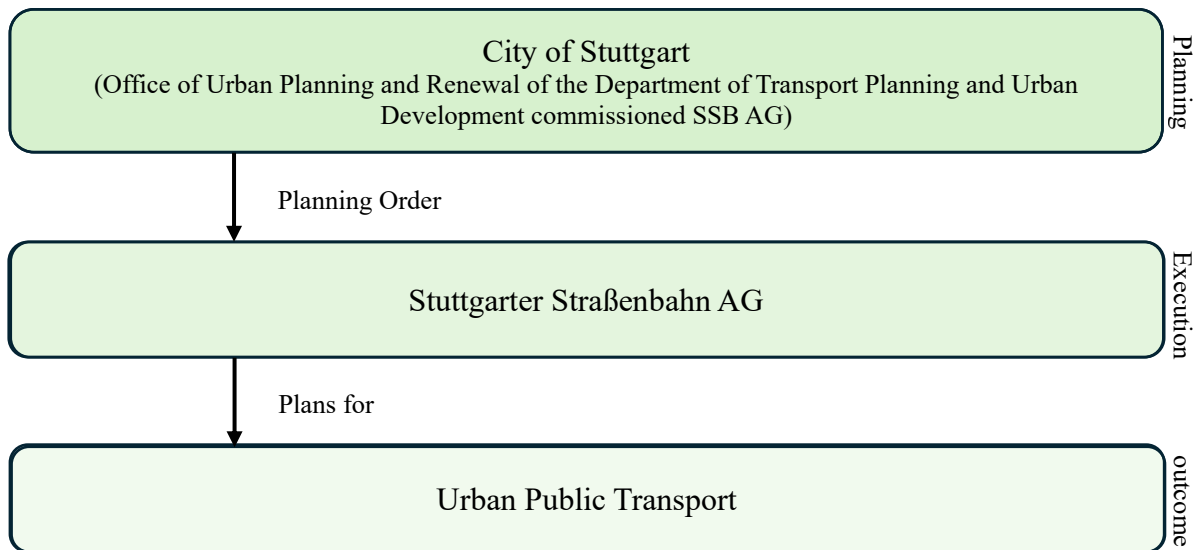 City of Stuttgart
(Office of Urban Planning and Renewal of the Department of Transport Planning and Urban
Development commissioned SSB AG)
Planning
Planning Order
Stuttgarter Straßenbahn AG
Execution
Plans for
Urban Public Transport
outcome